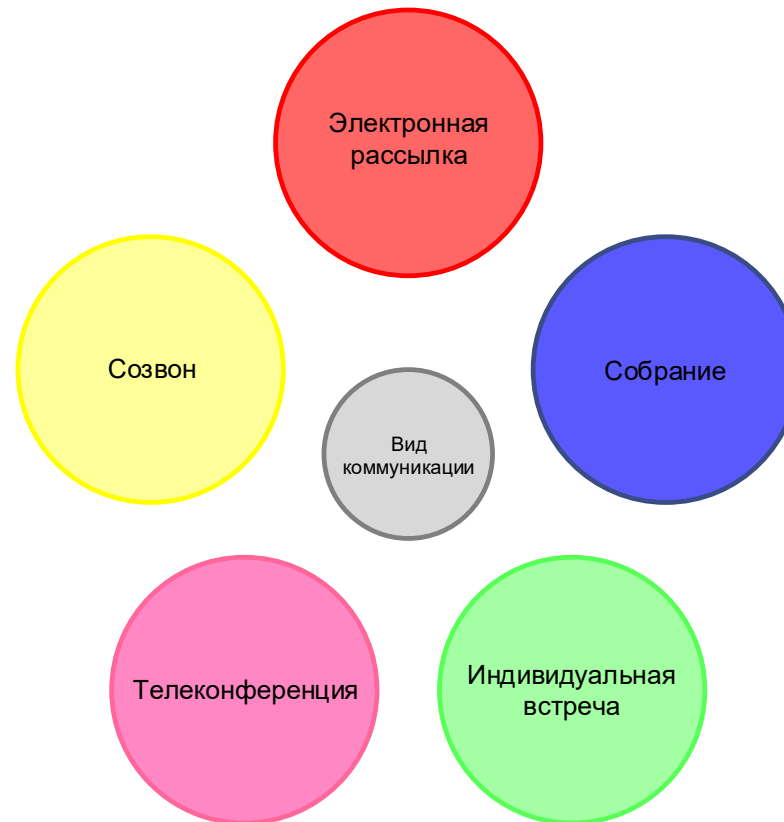 Электронная
рассылка
Созвон
Собрание
Вид
коммуникации
Телеконференция
Индивидуальная
встреча